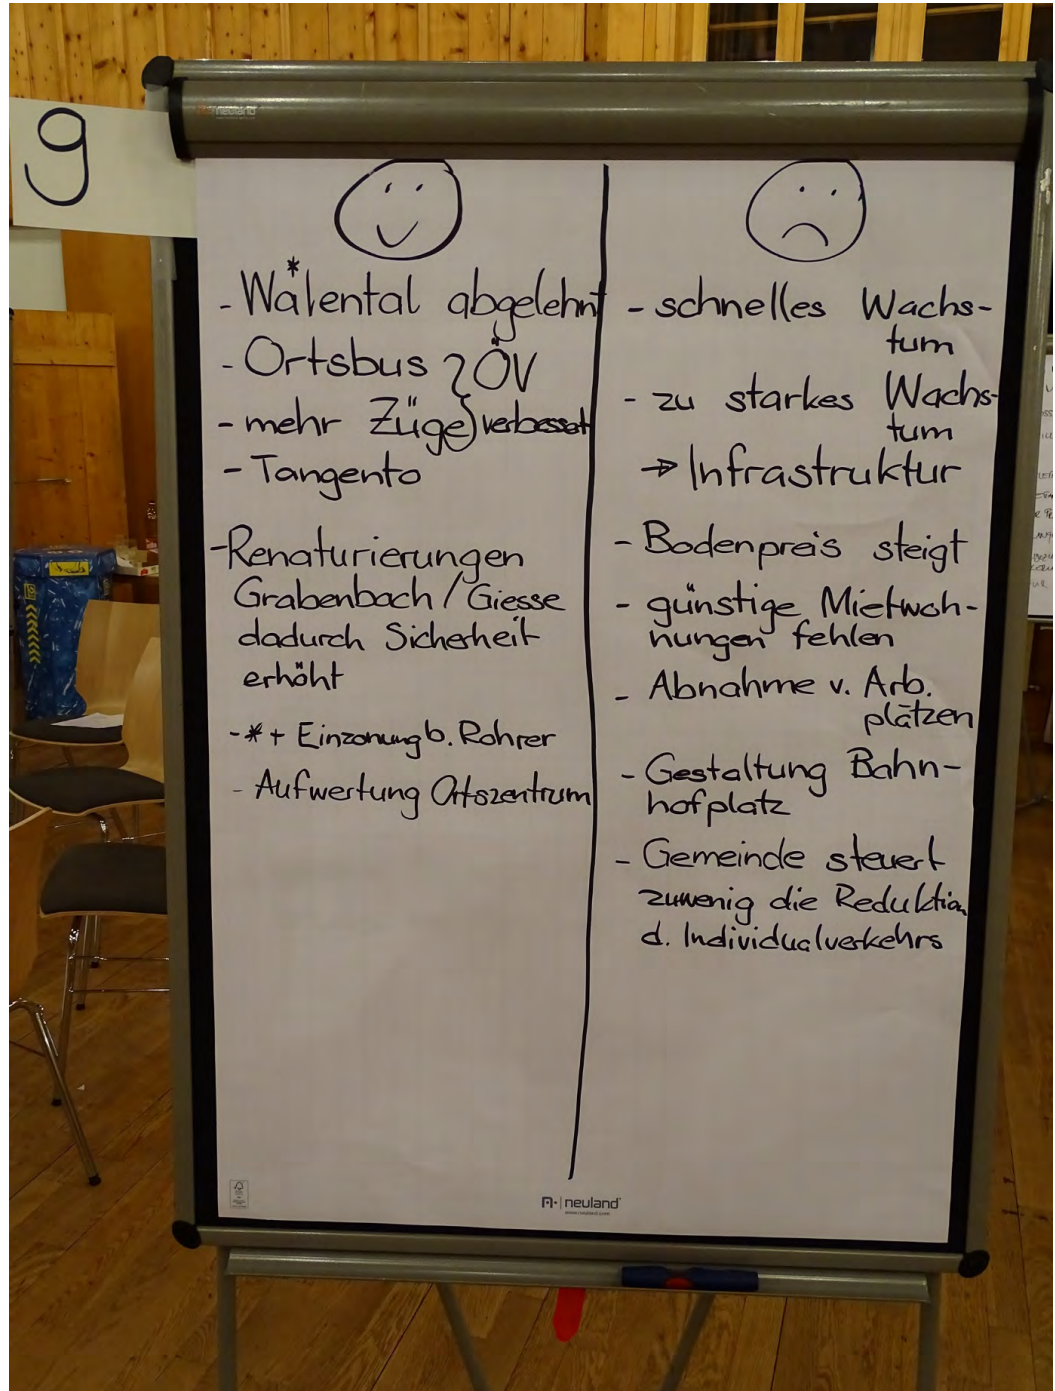 9
neuland
- Wålental* abgelehnt
- Ortsbus } ÖV
- mehr Züge } verbessert
- Tangento
- Renaturierungen
Grabenbach / Giesse
dadurch Sicherheit
erhöht
- * + Einzonung b. Rohrer
- Aufwertung Ortszentrum
- schnelles Wachs-
tum
- zu starkes Wachs-
tum
→ Infrastruktur
- Bodenpreis steigt
- günstige Mietwoh-
nungen fehlen
- Abnahme v. Arb.
plätzen
- Gestaltung Bahn-
hofplatz
- Gemeinde steuert
zuwenig die Reduktion
d. Individualverkehrs
neuland